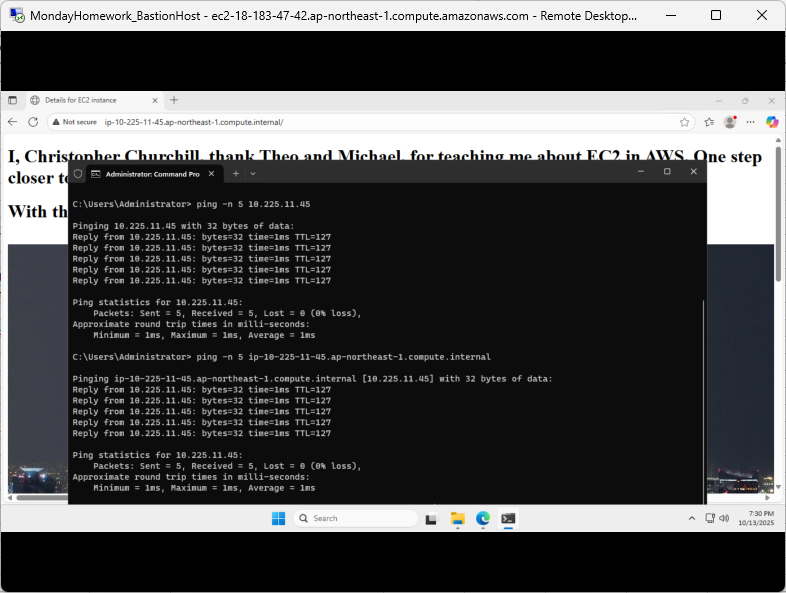 MondayHomework_BastionHost - ec2-18-183-47-42.ap-northeast-1.compute.amazonaws.com - Remote Desktop...
Details for EC2 instance
Not secure ip-10-225-11-45.ap-northeast-1.compute.internal/
I, Christopher Churchill, thank Theo and Michael, for teaching me about EC2 in AWS. One step
closer to
With th
Administrator: Command Pro
C:\Users\Administrator> ping -n 5 10.225.11.45
Pinging 10.225.11.45 with 32 bytes of data:
Reply from 10.225.11.45: bytes=32 time=1ms TTL=127
Reply from 10.225.11.45: bytes=32 time=1ms TTL=127
Reply from 10.225.11.45: bytes=32 time=1ms TTL=127
Reply from 10.225.11.45: bytes=32 time=1ms TTL=127
Reply from 10.225.11.45: bytes=32 time=1ms TTL=127
Ping statistics for 10.225.11.45:
Packets: Sent = 5, Received = 5, Lost = 0 (0% loss),
Approximate round trip times in milli-seconds:
Minimum = 1ms, Maximum = 1ms, Average = 1ms
C:\Users\Administrator> ping -n 5 ip-10-225-11-45.ap-northeast-1.compute.internal
Pinging ip-10-225-11-45.ap-northeast-1.compute.internal [10.225.11.45] with 32 bytes of data:
Reply from 10.225.11.45: bytes=32 time=1ms TTL=127
Reply from 10.225.11.45: bytes=32 time=1ms TTL=127
Reply from 10.225.11.45: bytes=32 time=1ms TTL=127
Reply from 10.225.11.45: bytes=32 time=1ms TTL=127
Reply from 10.225.11.45: bytes=32 time=1ms TTL=127
Ping statistics for 10.225.11.45:
Packets: Sent = 5, Received = 5, Lost = 0 (0% loss),
Approximate round trip times in milli-seconds:
Minimum = 1ms, Maximum = 1ms, Average = 1ms
Search
7:30 PM
10/13/2025